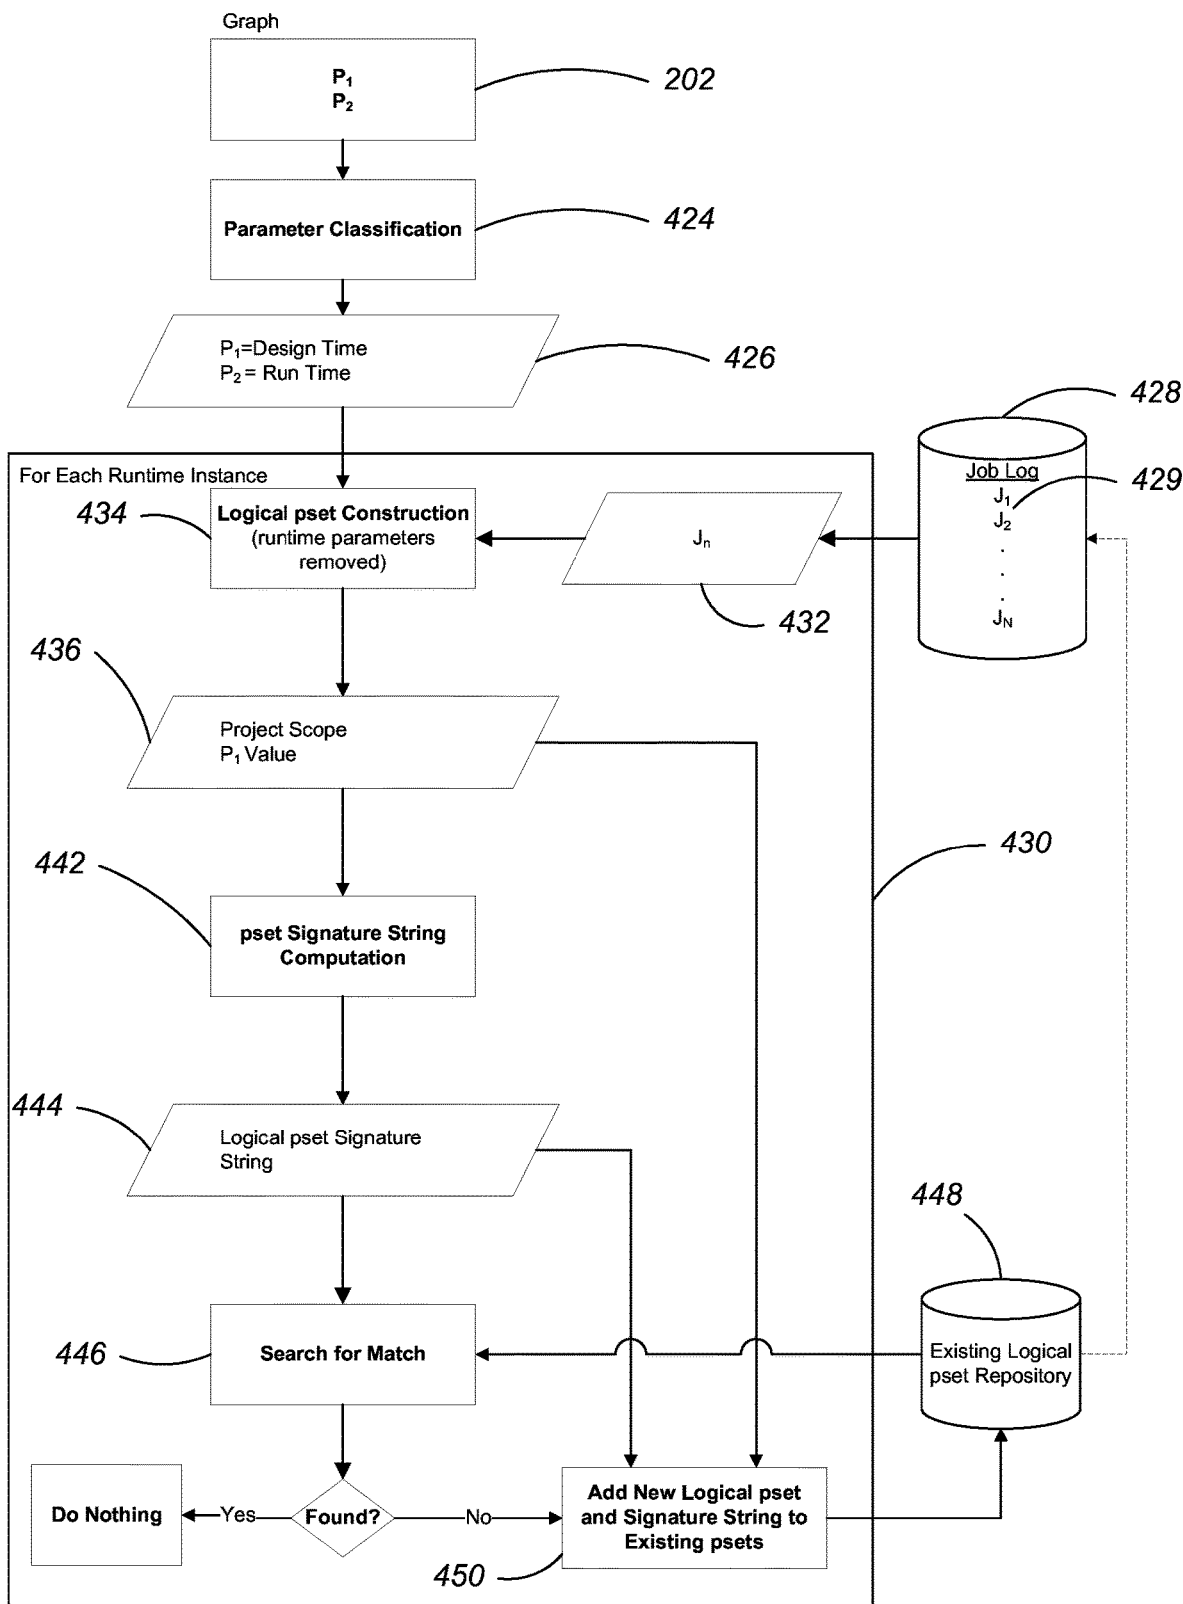 Graph
P₁
P₂
202
Parameter Classification
424
P₁=Design Time
P₂ = Run Time
426
428
Job Log
J₁
J₂
429
.
.
.
J_N
For Each Runtime Instance
434
Logical pset Construction
(runtime parameters
removed)
J_n
432
436
Project Scope
P₁ Value
430
442
pset Signature String
Computation
444
Logical pset Signature
String
448
446
Search for Match
Existing Logical
pset Repository
Do Nothing
Yes
Found?
No
Add New Logical pset
and Signature String to
Existing psets
450